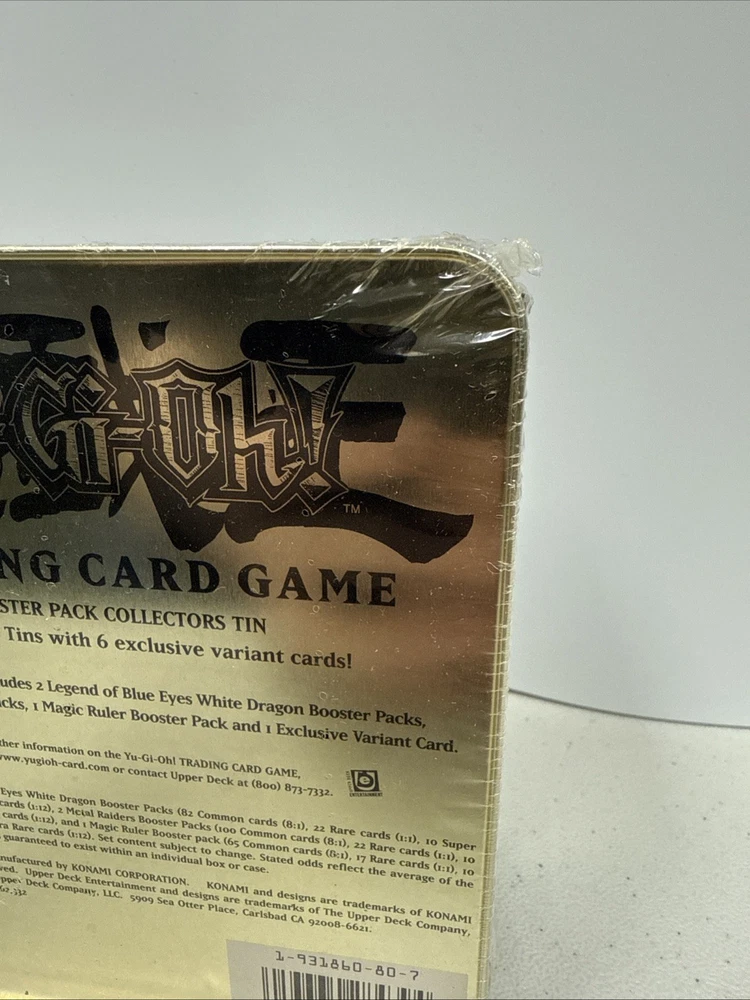 -Gi-Oh!
TM
NG CARD GAME
STER PACK COLLECTORS TIN
Tins with 6 exclusive variant cards!
udes 2 Legend of Blue Eyes White Dragon Booster Packs,
cks, 1 Magic Ruler Booster Pack and 1 Exclusive Variant Card.
ther information on the Yu-Gi-Oh! TRADING CARD GAME,
www.yugioh-card.com or contact Upper Deck at (800) 873-7332.
ENTERTAINMENT
Eyes White Dragon Booster Packs (82 Common cards (8:1), 22 Rare cards (1:1), 10 Super
cards (1:12), 2 Metal Raiders Booster Packs (100 Common cards (8:1), 22 Rare cards (1:1), 10
cards (1:12), and 1 Magic Ruler Booster pack (65 Common cards (8:1), 17 Rare cards (1:1), 10
ra Rare cards (1:12). Set content subject to change. Stated odds reflect the average of the
guaranteed to exist within an individual box or case.
nufactured by KONAMI CORPORATION. KONAMI and designs are trademarks of KONAMI
ved. Upper Deck Entertainment and designs are trademarks of The Upper Deck Company,
pper Deck Company, LLC. 5909 Sea Otter Place, Carlsbad CA 92008-6621.
62,332
1-931860-80-7